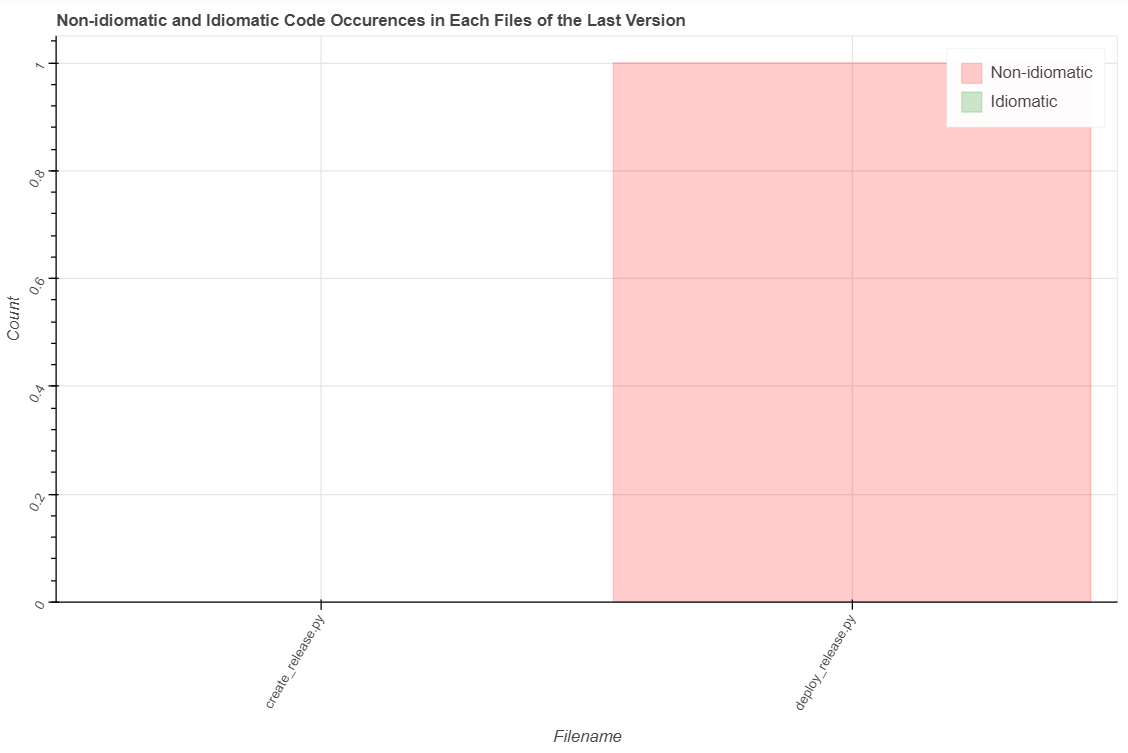 Non-idiomatic and Idiomatic Code Occurences in Each Files of the Last Version
Non-idiomatic
Idiomatic
1
0.8
0.6
0.4
0.2
0
Count
create_release.py
deploy_release.py
Filename